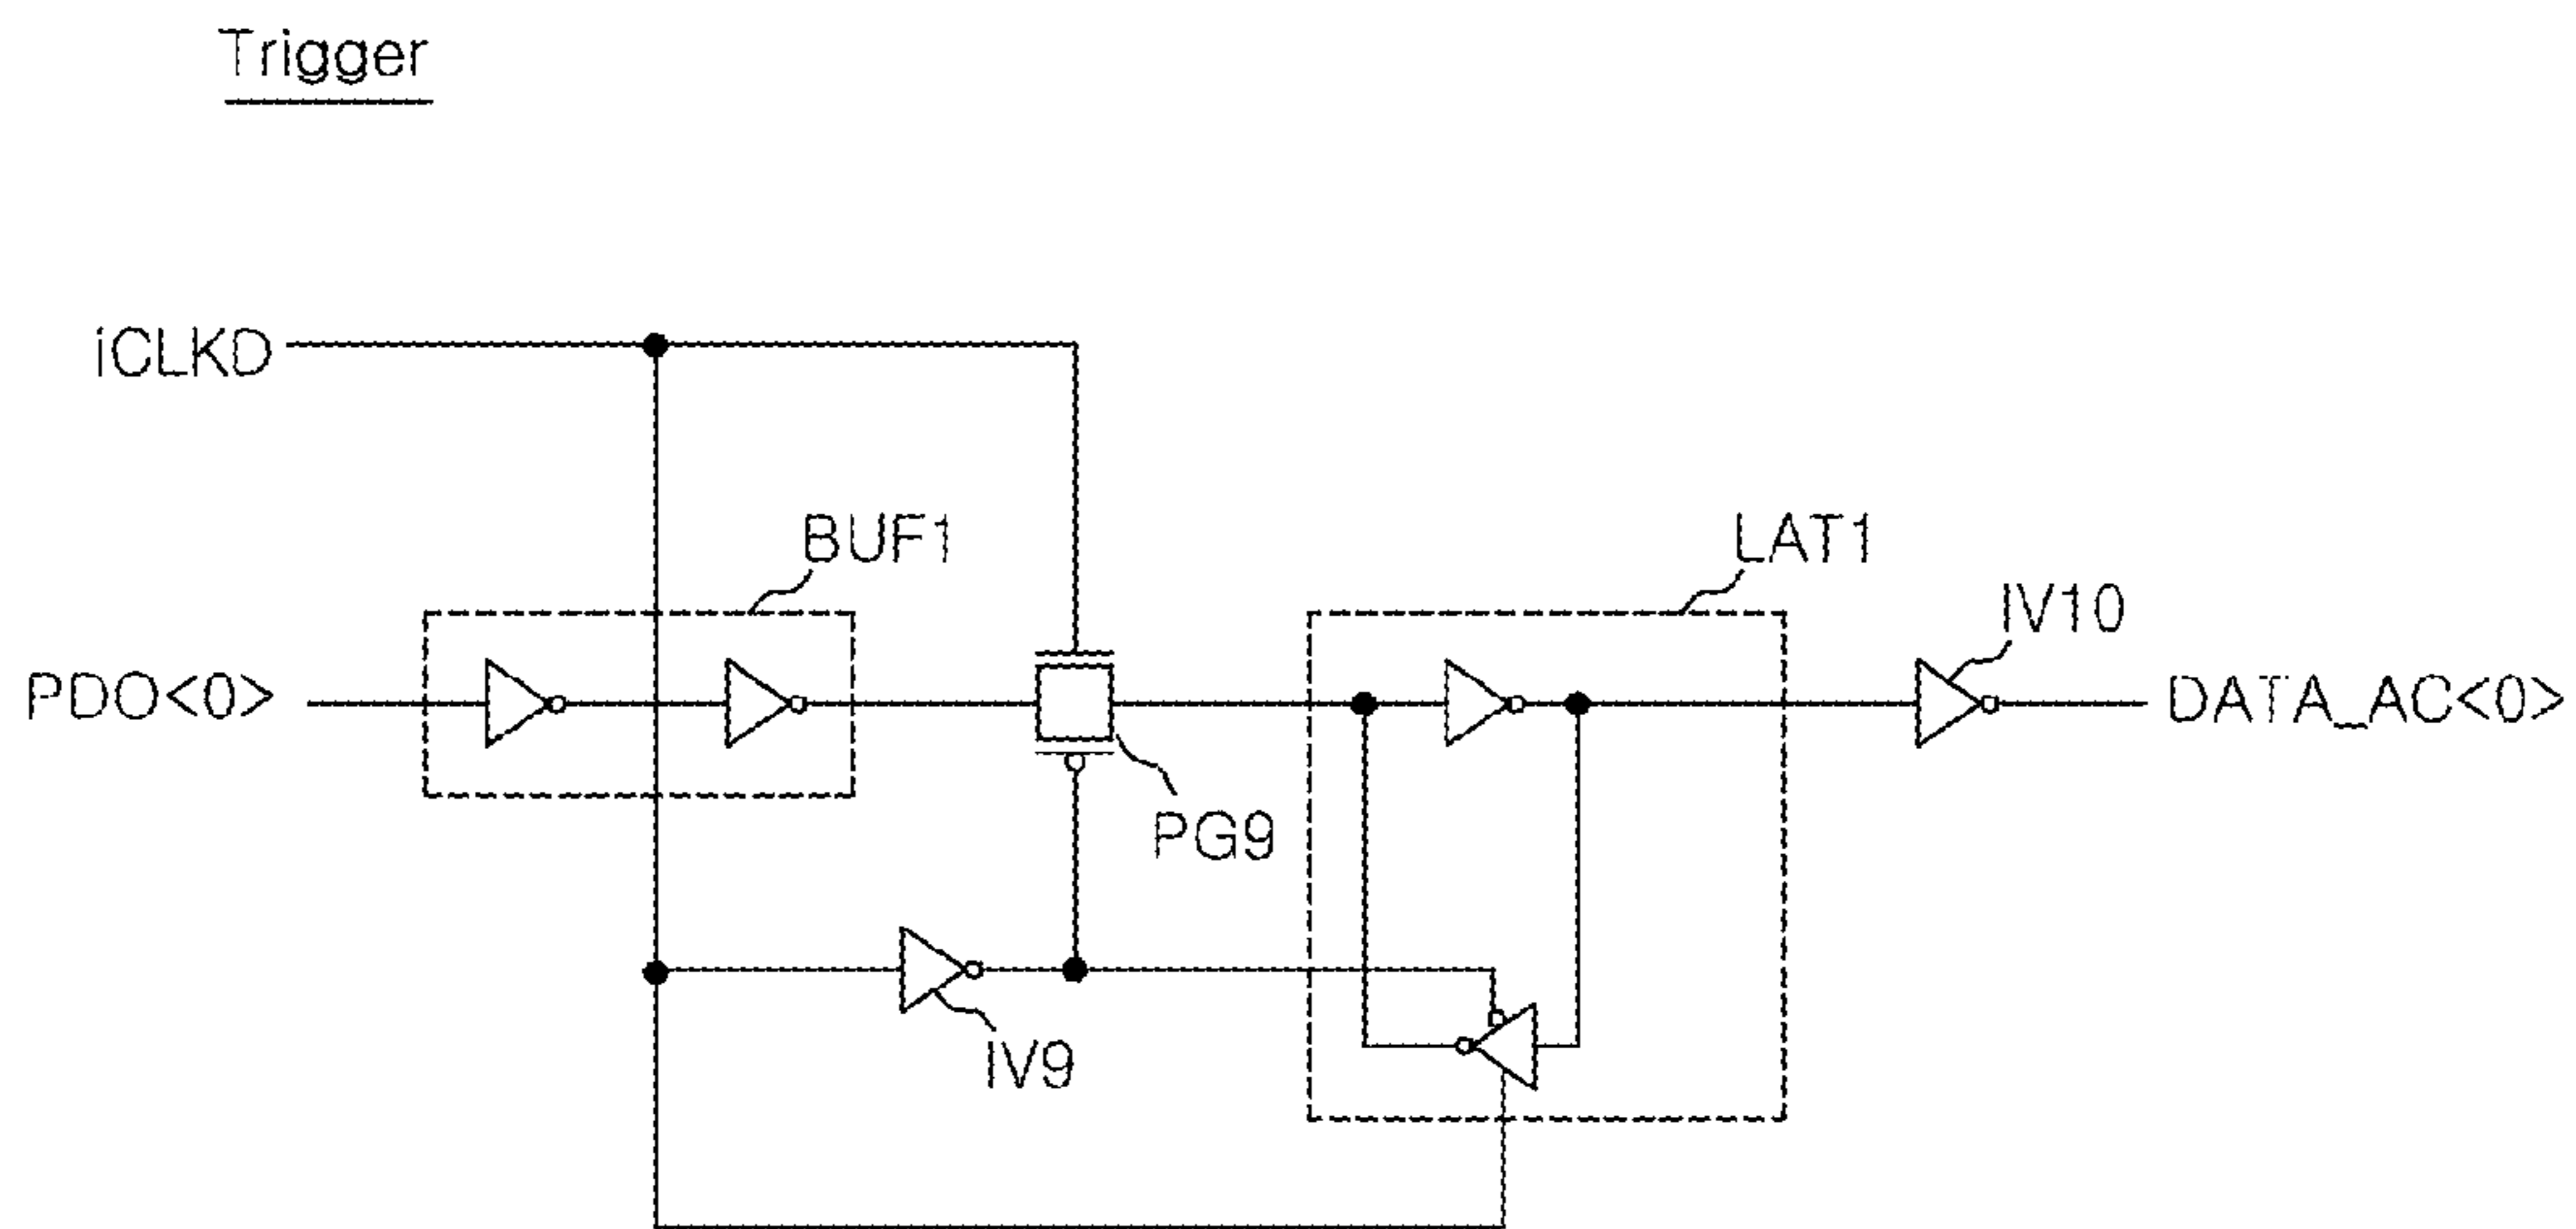 Trigger
iCLKD
BUF1
LAT1
IV10
PDO<0>
DATA_AC<0>
PG9
IV9